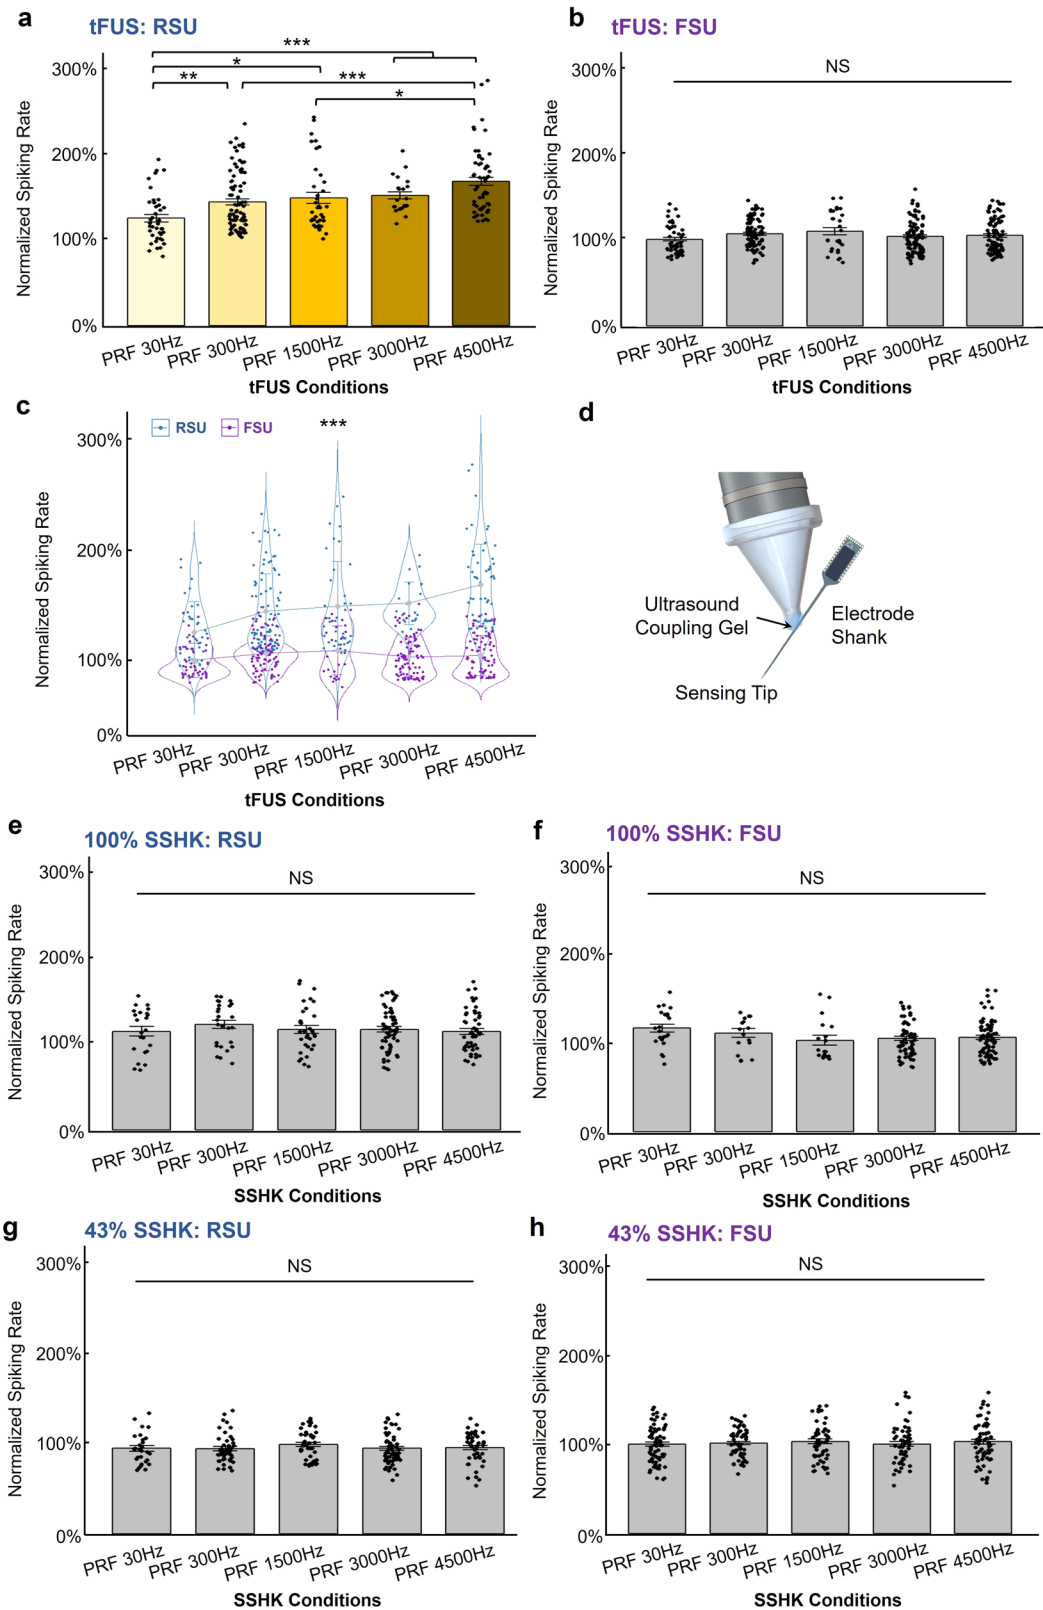 a
tFUS: RSU
***
*
**
***
*
300%
200%
100%
0%
Normalized Spiking Rate
PRF 30Hz
PRF 300Hz
PRF 1500Hz
PRF 3000Hz
PRF 4500Hz
tFUS Conditions
b
tFUS: FSU
NS
300%
200%
100%
0%
Normalized Spiking Rate
PRF 30Hz
PRF 300Hz
PRF 1500Hz
PRF 3000Hz
PRF 4500Hz
tFUS Conditions
c
RSU
FSU
***
300%
200%
100%
0%
Normalized Spiking Rate
PRF 30Hz
PRF 300Hz
PRF 1500Hz
PRF 3000Hz
PRF 4500Hz
tFUS Conditions
d
Ultrasound
Coupling Gel
Electrode
Shank
Sensing Tip
e
100% SSHK: RSU
NS
300%
200%
100%
0%
Normalized Spiking Rate
PRF 30Hz
PRF 300Hz
PRF 1500Hz
PRF 3000Hz
PRF 4500Hz
SSHK Conditions
f
100% SSHK: FSU
NS
300%
200%
100%
0%
Normalized Spiking Rate
PRF 30Hz
PRF 300Hz
PRF 1500Hz
PRF 3000Hz
PRF 4500Hz
SSHK Conditions
g
43% SSHK: RSU
NS
300%
200%
100%
0%
Normalized Spiking Rate
PRF 30Hz
PRF 300Hz
PRF 1500Hz
PRF 3000Hz
PRF 4500Hz
SSHK Conditions
h
43% SSHK: FSU
NS
300%
200%
100%
0%
Normalized Spiking Rate
PRF 30Hz
PRF 300Hz
PRF 1500Hz
PRF 3000Hz
PRF 4500Hz
SSHK Conditions